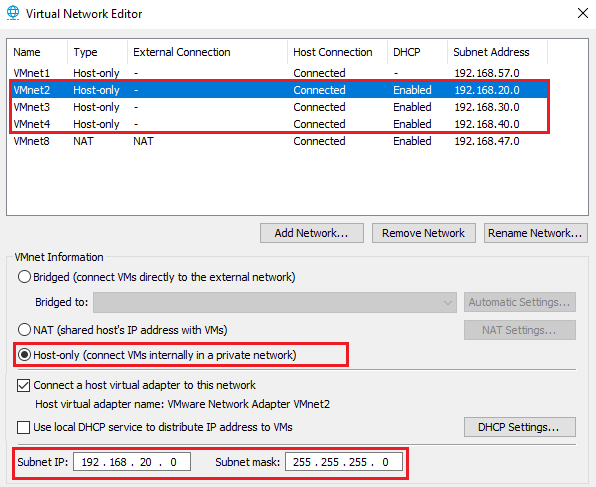 Virtual Network Editor
Name Type External Connection Host Connection DHCP Subnet Address
VMnet1 Host-only - Connected - 192.168.57.0
VMnet2 Host-only - Connected Enabled 192.168.20.0
VMnet3 Host-only - Connected Enabled 192.168.30.0
VMnet4 Host-only - Connected Enabled 192.168.40.0
VMnet8 NAT NAT Connected Enabled 192.168.47.0
Add Network... Remove Network Rename Network...
VMnet Information
Bridged (connect VMs directly to the external network)
Bridged to: Automatic Settings...
NAT (shared host's IP address with VMs) NAT Settings...
Host-only (connect VMs internally in a private network)
Connect a host virtual adapter to this network
Host virtual adapter name: VMware Network Adapter VMnet2
Use local DHCP service to distribute IP address to VMs DHCP Settings...
Subnet IP: 192 . 168 . 20 . 0 Subnet mask: 255 . 255 . 255 . 0